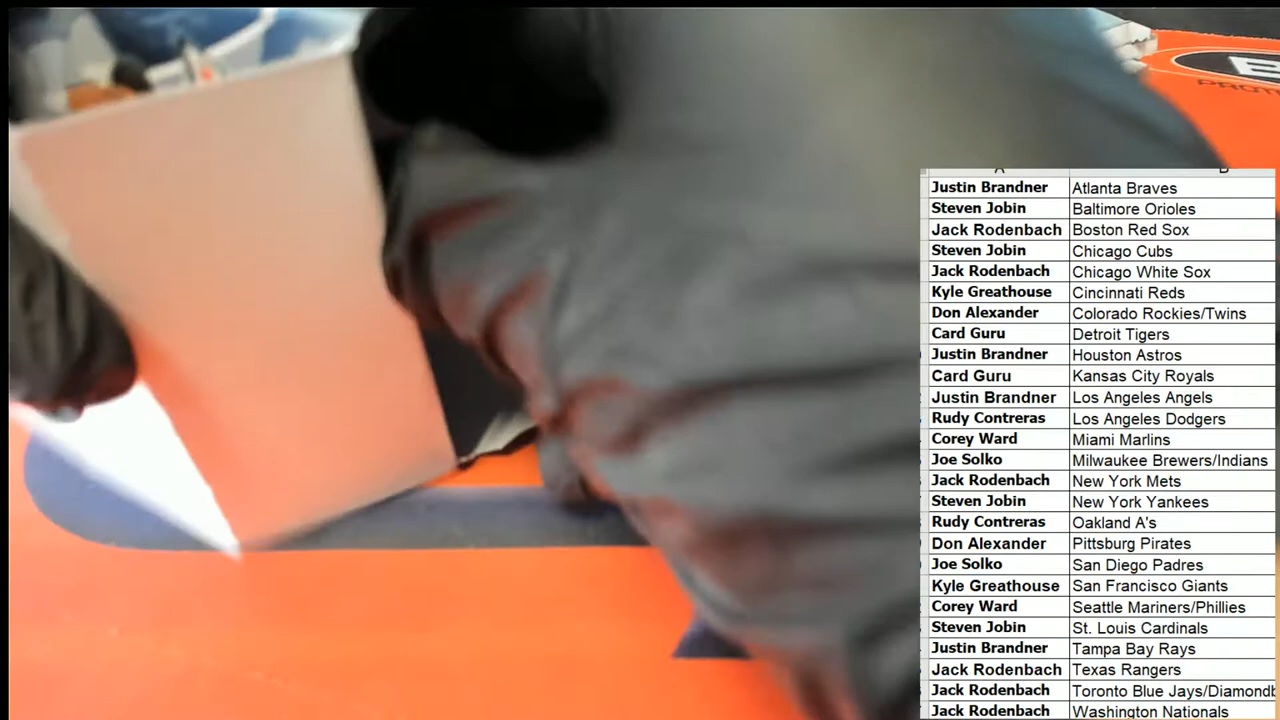 PROT
A B
Justin Brandner Atlanta Braves
Steven Jobin Baltimore Orioles
Jack Rodenbach Boston Red Sox
Steven Jobin Chicago Cubs
Jack Rodenbach Chicago White Sox
Kyle Greathouse Cincinnati Reds
Don Alexander Colorado Rockies/Twins
Card Guru Detroit Tigers
Justin Brandner Houston Astros
Card Guru Kansas City Royals
Justin Brandner Los Angeles Angels
Rudy Contreras Los Angeles Dodgers
Corey Ward Miami Marlins
Joe Solko Milwaukee Brewers/Indians
Jack Rodenbach New York Mets
Steven Jobin New York Yankees
Rudy Contreras Oakland A's
Don Alexander Pittsburg Pirates
Joe Solko San Diego Padres
Kyle Greathouse San Francisco Giants
Corey Ward Seattle Mariners/Phillies
Steven Jobin St. Louis Cardinals
Justin Brandner Tampa Bay Rays
Jack Rodenbach Texas Rangers
Jack Rodenbach Toronto Blue Jays/Diamondb
Jack Rodenbach Washington Nationals